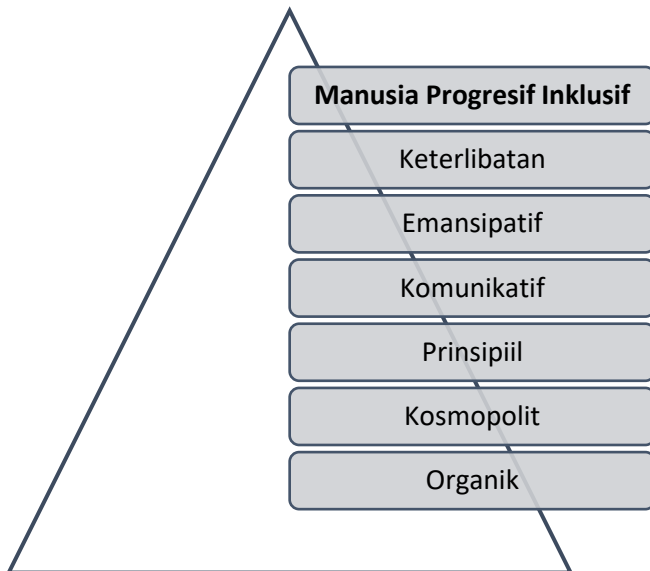 Manusia Progresif Inklusif
Keterlibatan
Emansipatif
Komunikatif
Prinsipiil
Kosmopolit
Organik